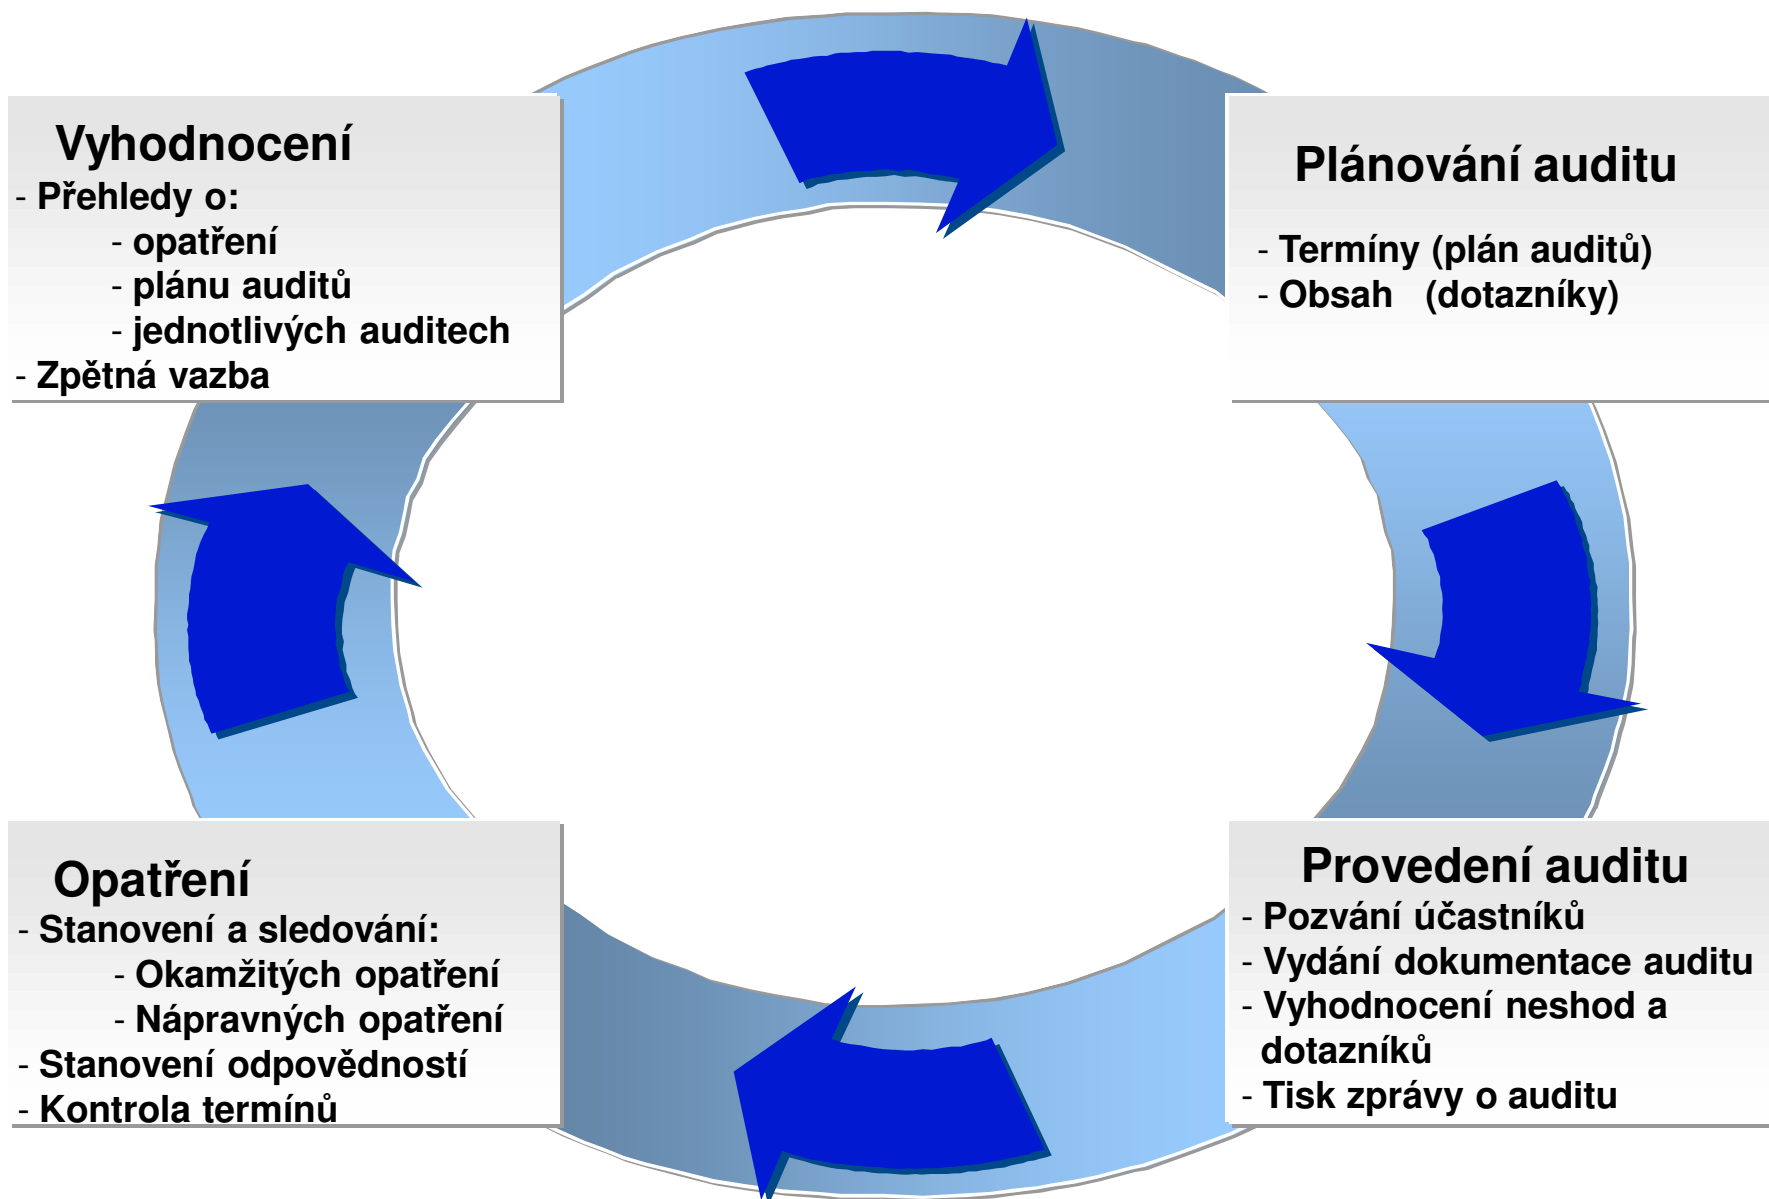 Vyhodnocení
- Přehledy o:
- opatření
- plánu auditů
- jednotlivých auditech
- Zpětná vazba
Plánování auditu
- Termíny (plán auditů)
- Obsah (dotazníky)
Opatření
- Stanovení a sledování:
- Okamžitých opatření
- Nápravných opatření
- Stanovení odpovědností
- Kontrola termínů
Provedení auditu
- Pozvání účastníků
- Vydání dokumentace auditu
- Vyhodnocení neshod a
dotazníků
- Tisk zprávy o auditu